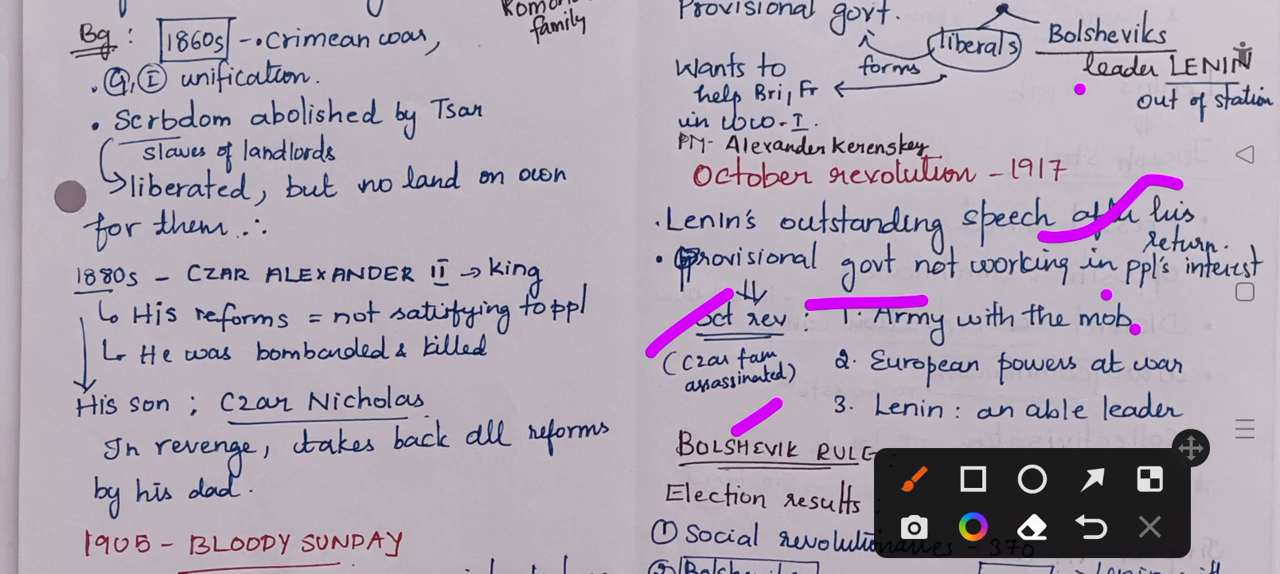 Romano
family
Bg : 1860s - . Crimean war,
. G, I unification.
. Serbdom abolished by Tsar
slaves of landlords
liberated, but no land on own
for them ∴
1880s - CZAR ALEXANDER II → king
His reforms = not satisfying to ppl
He was bombarded & killed
His son ; Czar Nicholas
In revenge, takes back all reforms
by his dad.
1905 - BLOODY SUNDAY
Provisional govt.
liberals
Bolsheviks
forms
leader LENIN
out of station
Wants to
help Bri, Fr
in WW-I.
PM- Alexander Kerenskey
October revolution - 1917
. Lenin's outstanding speech after his
return.
. Provisional govt not working in ppl's interest
Oct rev : 1. Army with the mob.
(Czar fam
assassinated)
2. European powers at war
3. Lenin : an able leader
BOLSHEVIK RULE
Election results
① Social revolutionaries - 370